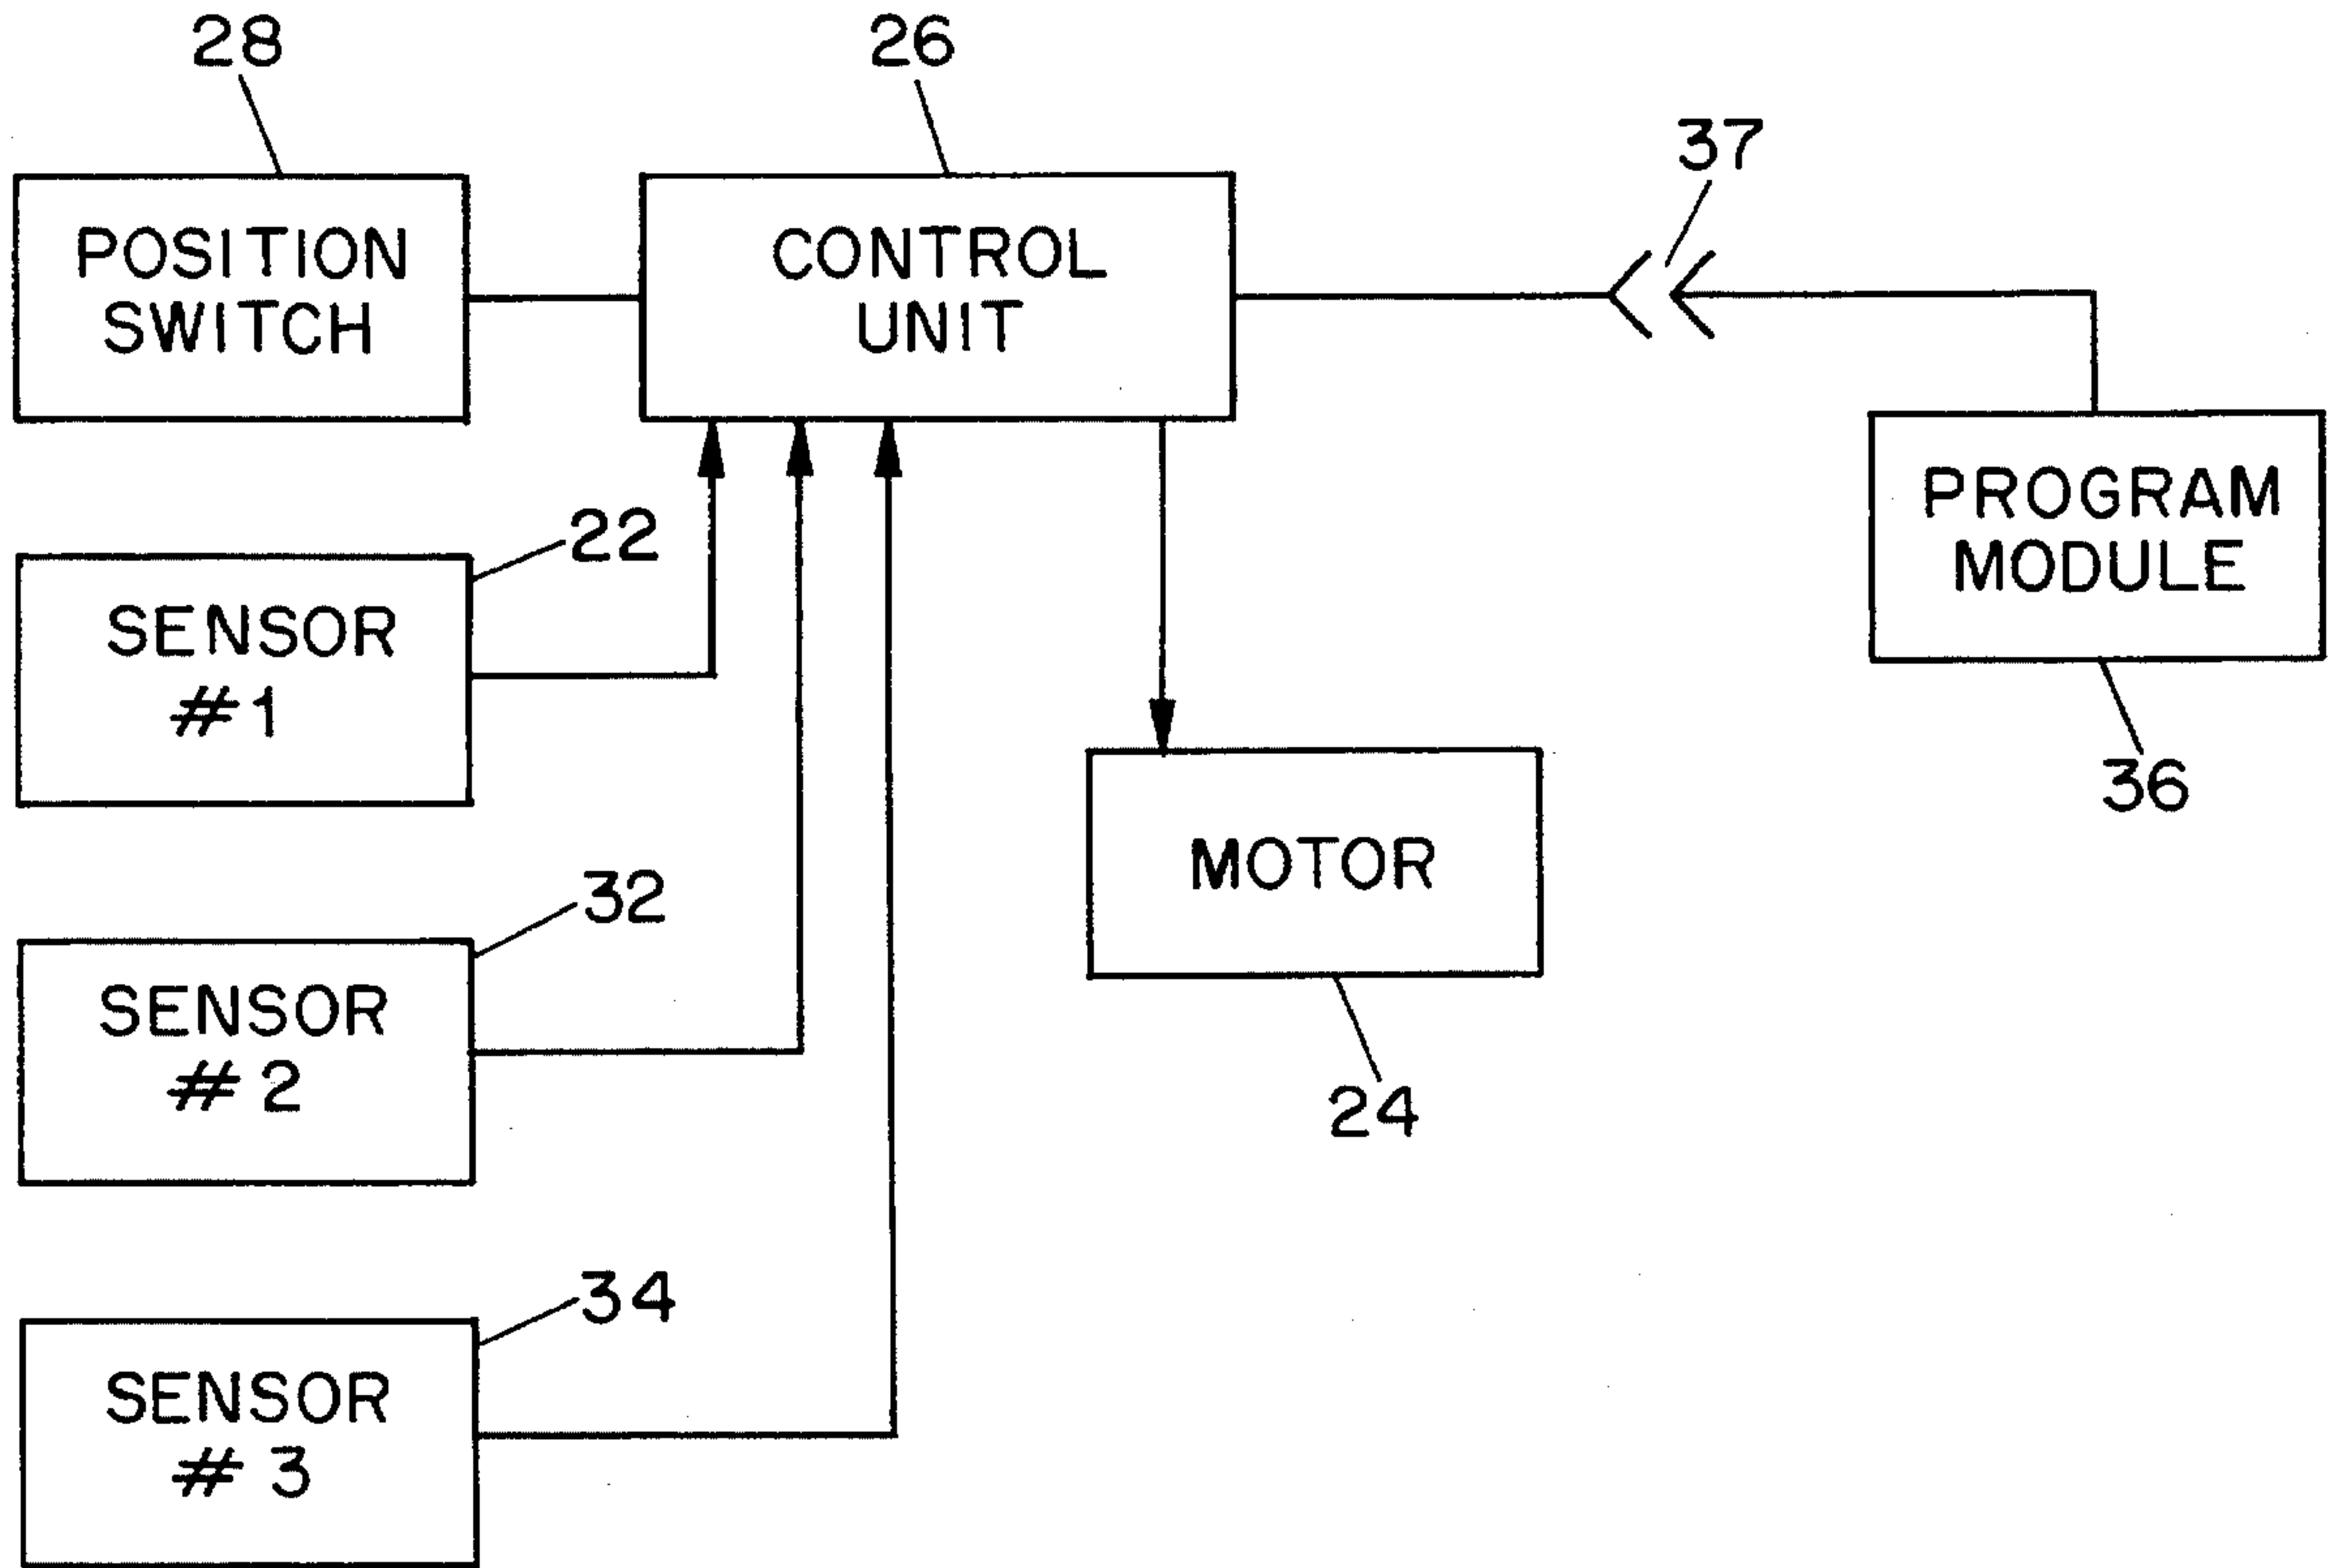 28
26
37
POSITION
SWITCH
CONTROL
UNIT
22
PROGRAM
MODULE
SENSOR
#1
36
MOTOR
32
SENSOR
#2
24
34
SENSOR
#3